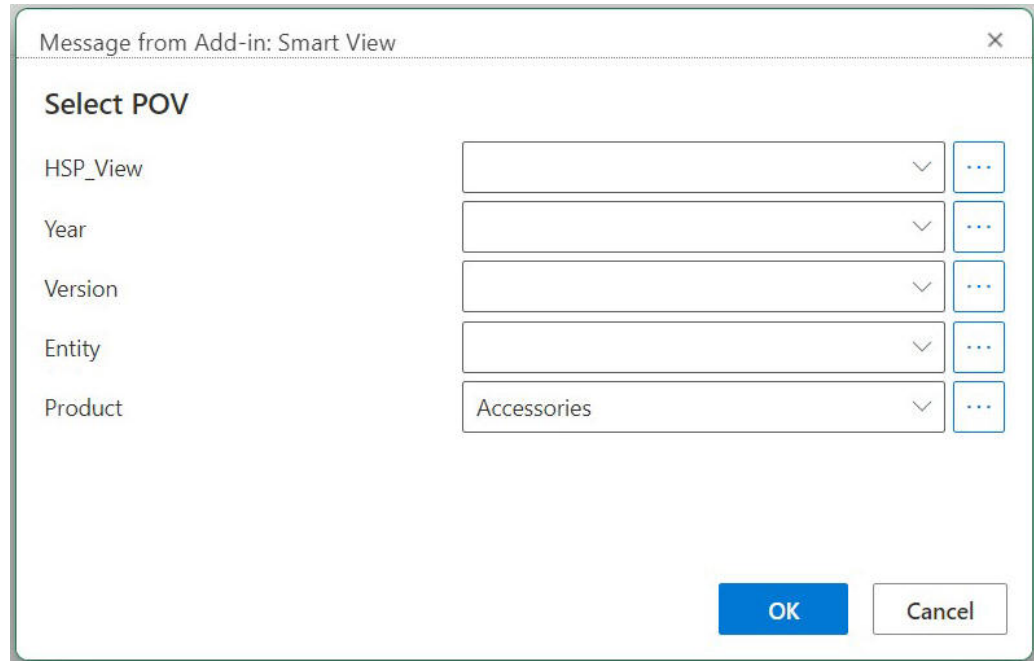 Message from Add-in: Smart View
Select POV
HSP_View ...
Year ...
Version ...
Entity ...
Product Accessories ...
OK Cancel